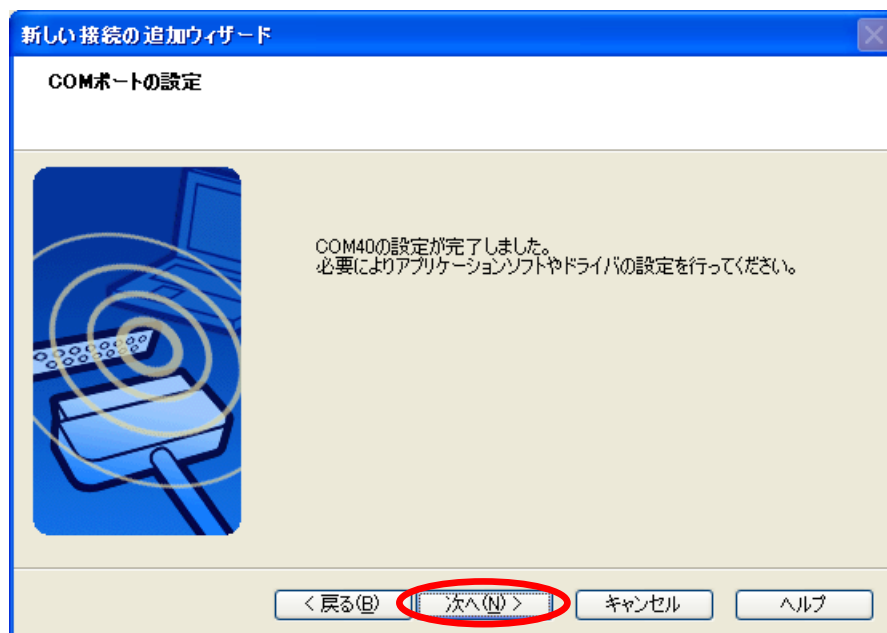 新しい接続の追加ウィザード
COMポートの設定
COM40の設定が完了しました。
必要によりアプリケーションソフトやドライバの設定を行ってください。
< 戻る(B)
次へ(N) >
キャンセル
ヘルプ